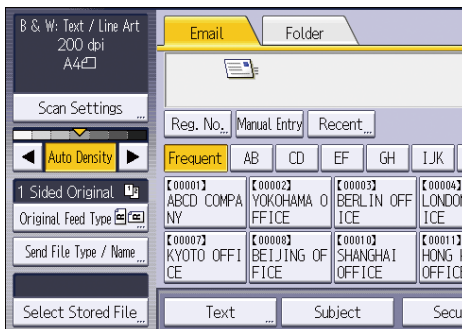 B & W: Text / Line Art
200 dpi
A4
Scan Settings
Auto Density
1 Sided Original
Original Feed Type
Send File Type / Name
Select Stored File
Email
Folder
Reg. No.
Manual Entry
Recent
Frequent
AB
CD
EF
GH
IJK
【00001】
ABCD COMPA
NY
【00002】
YOKOHAMA O
FFICE
【00003】
BERLIN OFF
ICE
【00004】
LONDON
ICE
【00007】
KYOTO OFFI
CE
【00008】
BEIJING OF
FICE
【00010】
SHANGHAI
OFFICE
【00011】
HONG
OFFICE
Text
Subject
Secu